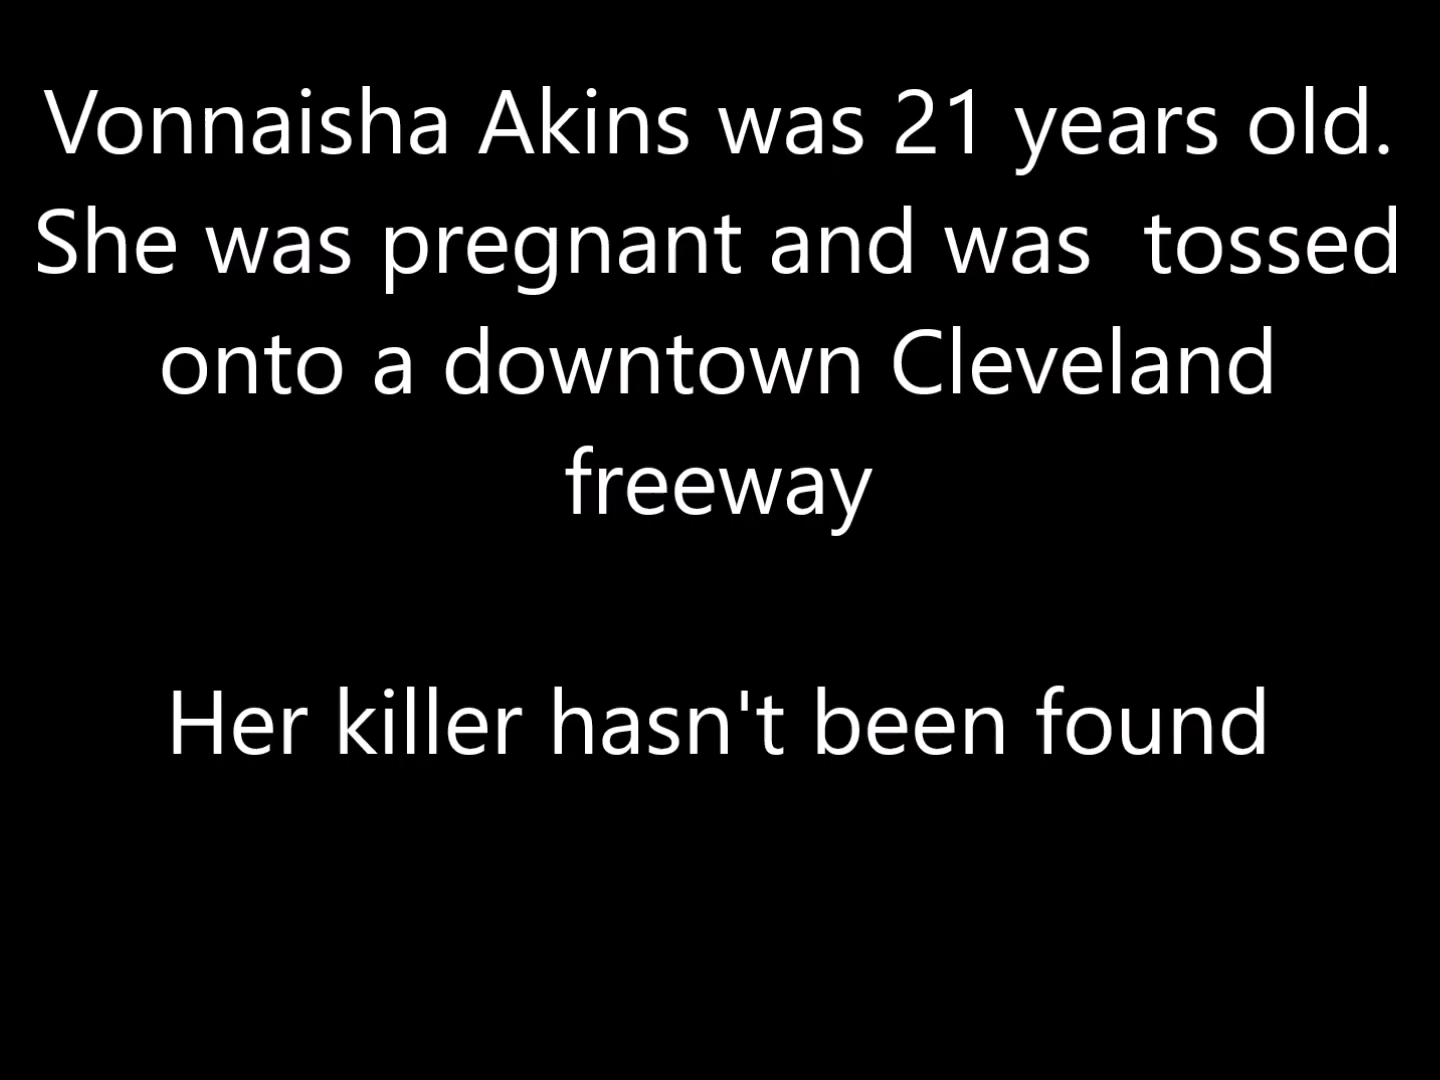 Vonnaisha Akins was 21 years old.
She was pregnant and was  tossed
onto a downtown Cleveland
freeway
Her killer hasn't been found